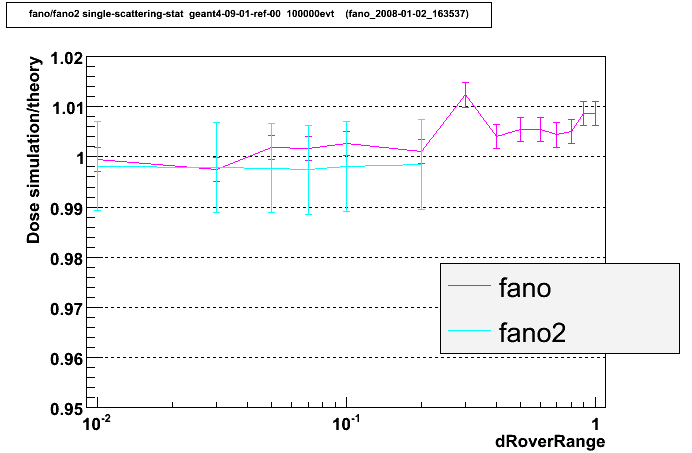 fano/fano2 single-scattering-stat geant4-09-01-ref-00 100000evt (fano_2008-01-02_163537)
Dose simulation/theory
1.02
1.01
1
0.99
0.98
0.97
0.96
0.95
fano
fano2
10-2
10-1
1
dRoverRange